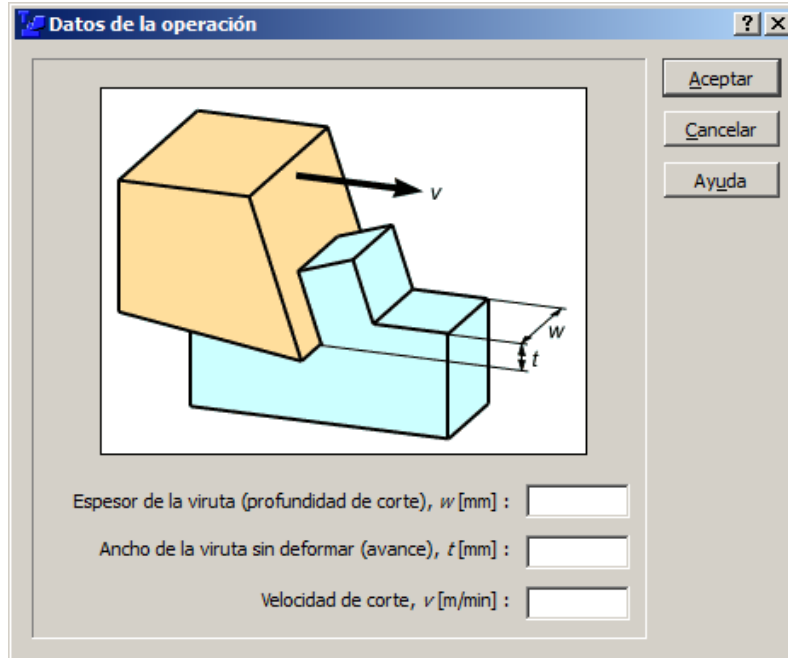 Datos de la operación
?
Aceptar
Cancelar
Ayuda
v
w
t
Espesor de la viruta (profundidad de corte), w [mm] :
Ancho de la viruta sin deformar (avance), t [mm] :
Velocidad de corte, v [m/min] :